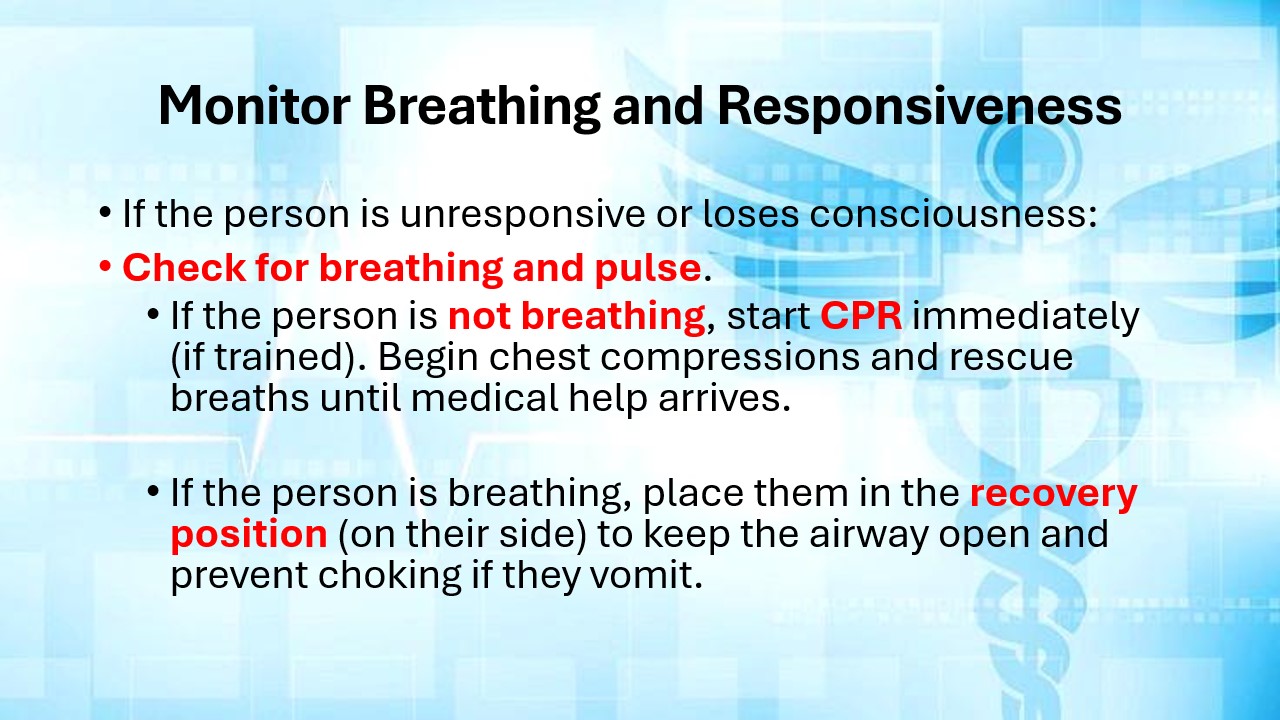 Monitor Breathing and Responsiveness
• If the person is unresponsive or loses consciousness:
• Check for breathing and pulse.
• If the person is not breathing, start CPR immediately
(if trained). Begin chest compressions and rescue
breaths until medical help arrives.
• If the person is breathing, place them in the recovery
position (on their side) to keep the airway open and
prevent choking if they vomit.